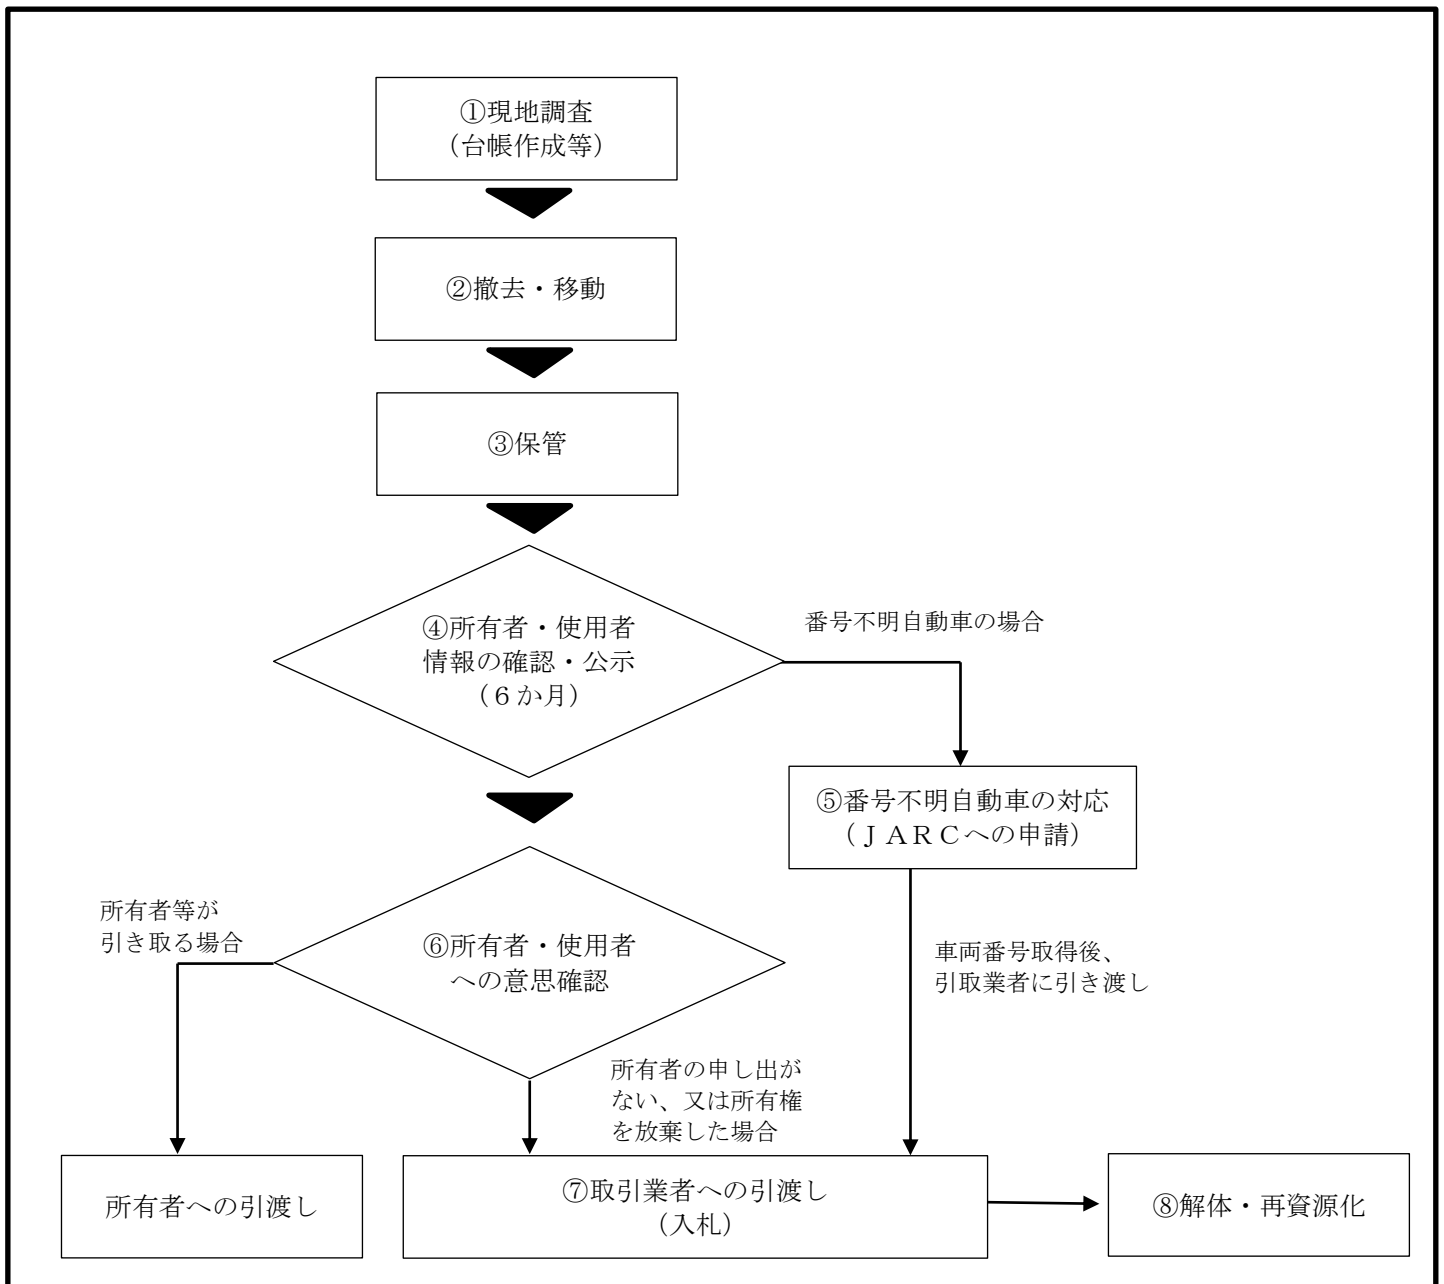 ①現地調査
（台帳作成等）
②撤去・移動
③保管
④所有者・使用者
情報の確認・公示
（６か月）
番号不明自動車の場合
⑤番号不明自動車の対応
（ＪＡＲＣへの申請）
所有者等が
引き取る場合
⑥所有者・使用者
への意思確認
車両番号取得後、
引取業者に引き渡し
所有者の申し出が
ない、又は所有権
を放棄した場合
所有者への引渡し
⑦取引業者への引渡し
（入札）
⑧解体・再資源化